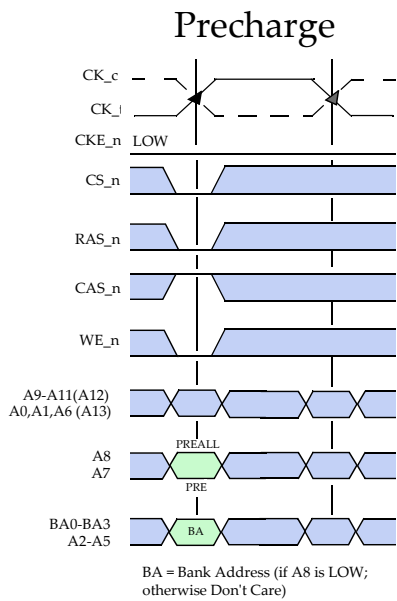 Precharge
CK_c
CK_t
CKE_n LOW
CS_n
RAS_n
CAS_n
WE_n
A9-A11(A12)
A0,A1,A6 (A13)
PREALL
A8
A7
PRE
BA0-BA3
A2-A5
BA
BA = Bank Address (if A8 is LOW;
otherwise Don't Care)